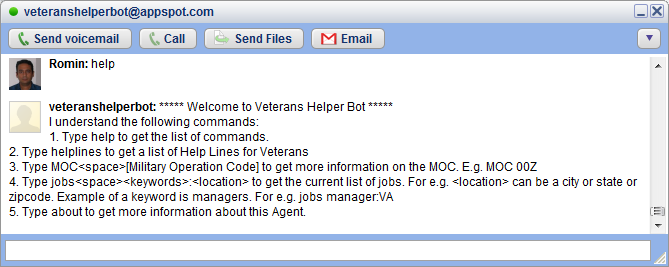 veteranshelperbot@appspot.com
Send voicemail Call Send Files Email
Romin: help
veteranshelperbot: ***** Welcome to Veterans Helper Bot *****
I understand the following commands:
1. Type help to get the list of commands.
2. Type helplines to get a list of Help Lines for Veterans
3. Type MOC<space>[Military Operation Code] to get more information on the MOC. E.g. MOC 00Z
4. Type jobs<space><keywords>:<location> to get the current list of jobs. For e.g. <location> can be a city or state or
zipcode. Example of a keyword is managers. For e.g. jobs manager:VA
5. Type about to get more information about this Agent.